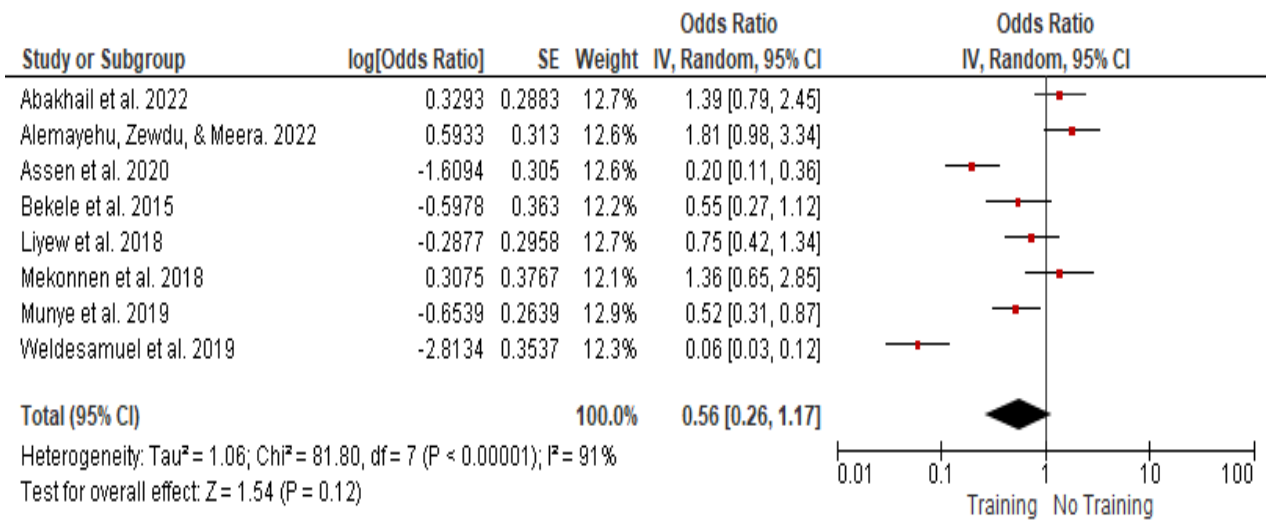 Odds Ratio Odds Ratio
Study or Subgroup log[Odds Ratio] SE Weight IV, Random, 95% CI IV, Random, 95% CI
Abakhail et al. 2022 0.3293 0.2883 12.7% 1.39 [0.79, 2.45]
Alemayehu, Zewdu, & Meera. 2022 0.5933 0.313 12.6% 1.81 [0.98, 3.34]
Assen et al. 2020 -1.6094 0.305 12.6% 0.20 [0.11, 0.36]
Bekele et al. 2015 -0.5978 0.363 12.2% 0.55 [0.27, 1.12]
Liyew et al. 2018 -0.2877 0.2958 12.7% 0.75 [0.42, 1.34]
Mekonnen et al. 2018 0.3075 0.3767 12.1% 1.36 [0.65, 2.85]
Munye et al. 2019 -0.6539 0.2639 12.9% 0.52 [0.31, 0.87]
Weldesamuel et al. 2019 -2.8134 0.3537 12.3% 0.06 [0.03, 0.12]
Total (95% CI) 100.0% 0.56 [0.26, 1.17]
Heterogeneity: Tau² = 1.06; Chi² = 81.80, df = 7 (P < 0.00001); I² = 91%
Test for overall effect: Z = 1.54 (P = 0.12)
0.01 0.1 1 10 100
Training No Training